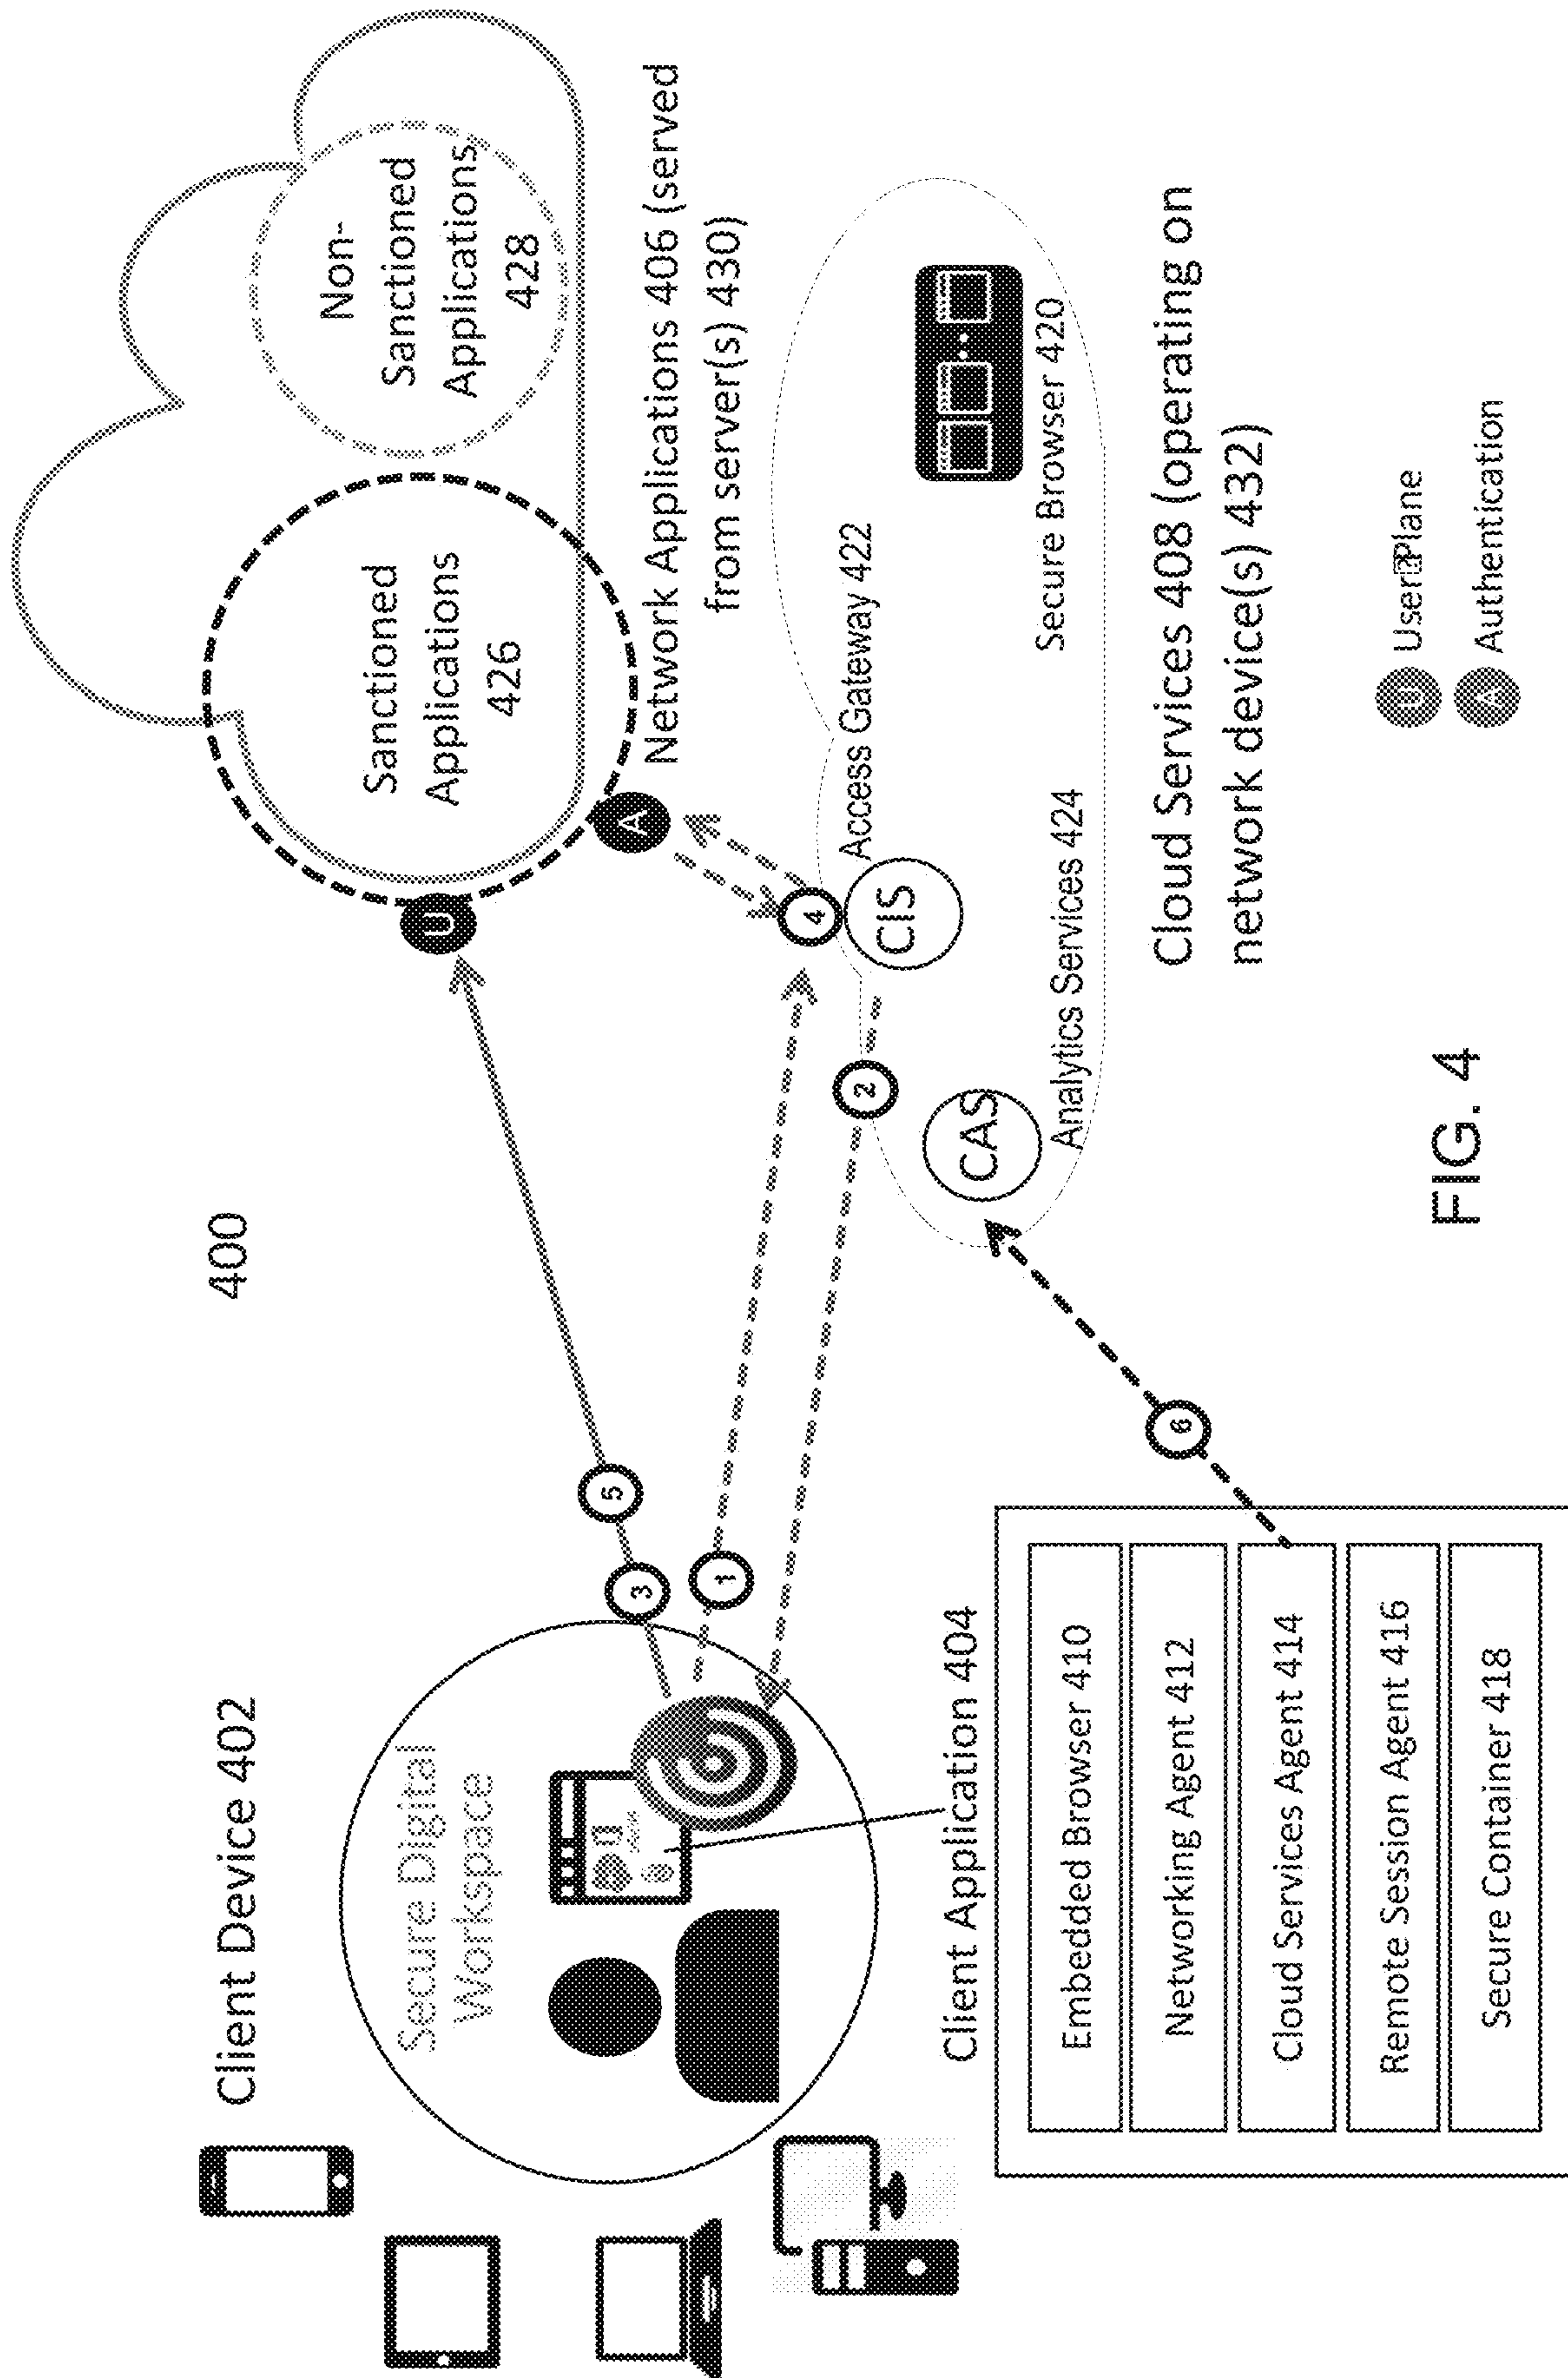 400
Client Device 402
Secure Digital
Workspace
Client Application 404
Embedded Browser 410
Networking Agent 412
Cloud Services Agent 414
Remote Session Agent 416
Secure Container 418
3
5
1
2
4
6
U
A
Sanctioned
Applications
426
Non-
Sanctioned
Applications
428
Network Applications 406 (served
from server(s) 430)
Access Gateway 422
CIS
CAS
Analytics Services 424
Secure Browser 420
Cloud Services 408 (operating on
network device(s) 432)
U User Plane
A Authentication
FIG. 4